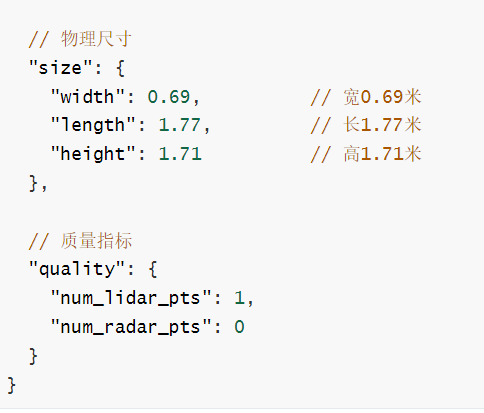 // 物理尺寸
"size": {
"width": 0.69, // 宽0.69米
"length": 1.77, // 长1.77米
"height": 1.71 // 高1.71米
},
// 质量指标
"quality": {
"num_lidar_pts": 1,
"num_radar_pts": 0
}
}